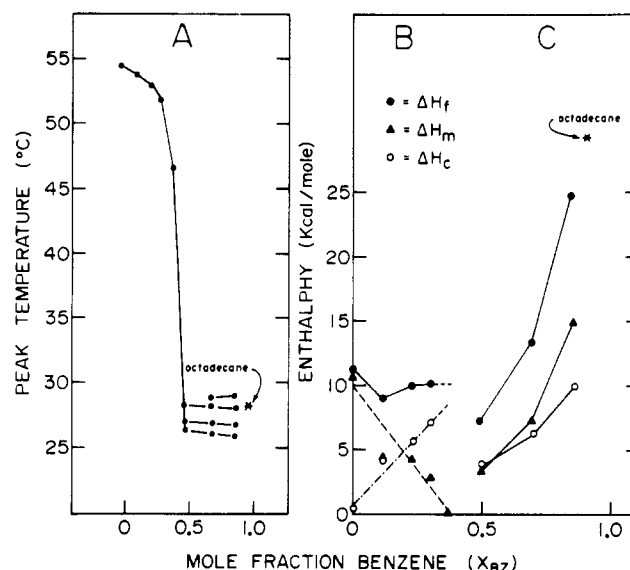 A
PEAK TEMPERATURE (°C)
55
50
45
40
35
30
25
octadecane
0
0.5
1.0
B
C
● = ΔHf
▲ = ΔHm
○ = ΔHc
octadecane
ENTHALPHY (Kcal/mole)
25
20
15
10
5
0
0
0.5
1.0
MOLE FRACTION BENZENE (XBZ)